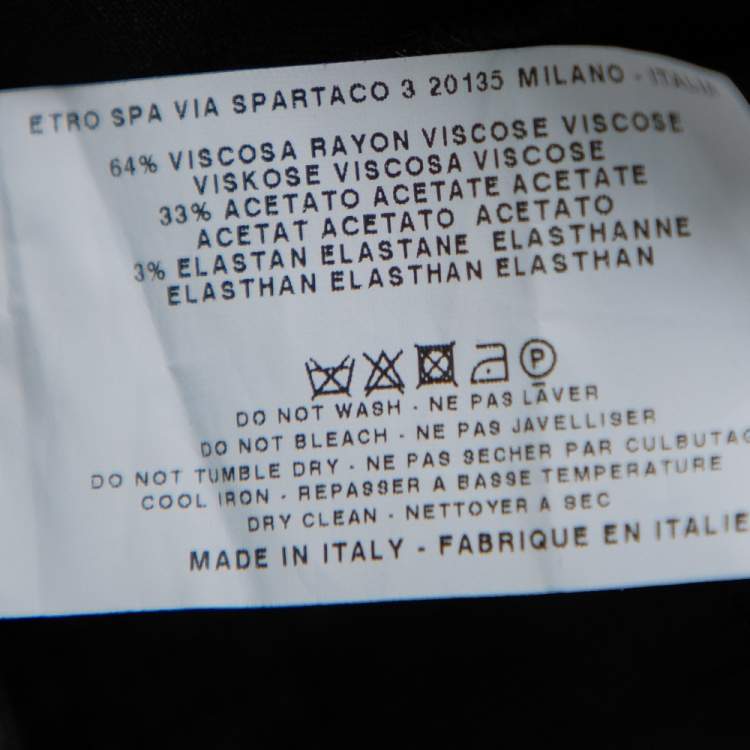 ETRO SPA VIA SPARTACO 3 20135 MILANO - ITALIA
64% VISCOSA RAYON VISCOSE VISCOSE
VISKOSE VISCOSA VISCOSE
33% ACETATO ACETATE ACETATE
ACETAT ACETATO ACETATO
3% ELASTAN ELASTANE ELASTHANNE
ELASTHAN ELASTHAN ELASTHAN
P
DO NOT WASH - NE PAS LAVER
DO NOT BLEACH - NE PAS JAVELLISER
DO NOT TUMBLE DRY - NE PAS SECHER PAR CULBUTAG
COOL IRON - REPASSER A BASSE TEMPERATURE
DRY CLEAN - NETTOYER A SEC
MADE IN ITALY - FABRIQUE EN ITALIE